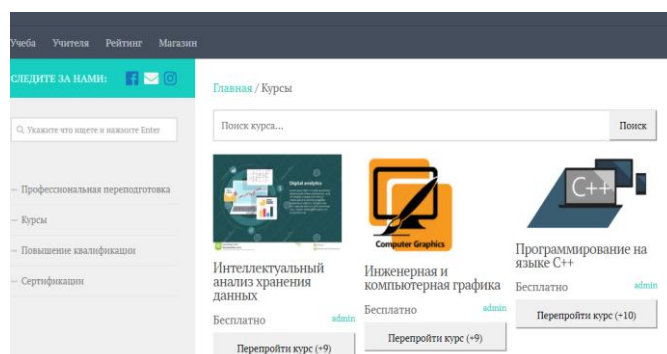 Учеба Учителя Рейтинг Магазин
СЛЕДИТЕ ЗА НАМИ:
Главная / Курсы
Укажите что ищете и нажмите Enter
Поиск курса... Поиск
Профессиональная переподготовка
Курсы
Повышение квалификации
Сертификации
Digital analytics
Интеллектуальный
анализ хранения
данных
Бесплатно admin
Перепройти курс (+9)
Computer Graphics
Инженерная и
компьютерная графика
Бесплатно admin
Перепройти курс (+9)
C++
Программирование на
языке C++
Бесплатно admin
Перепройти курс (+10)